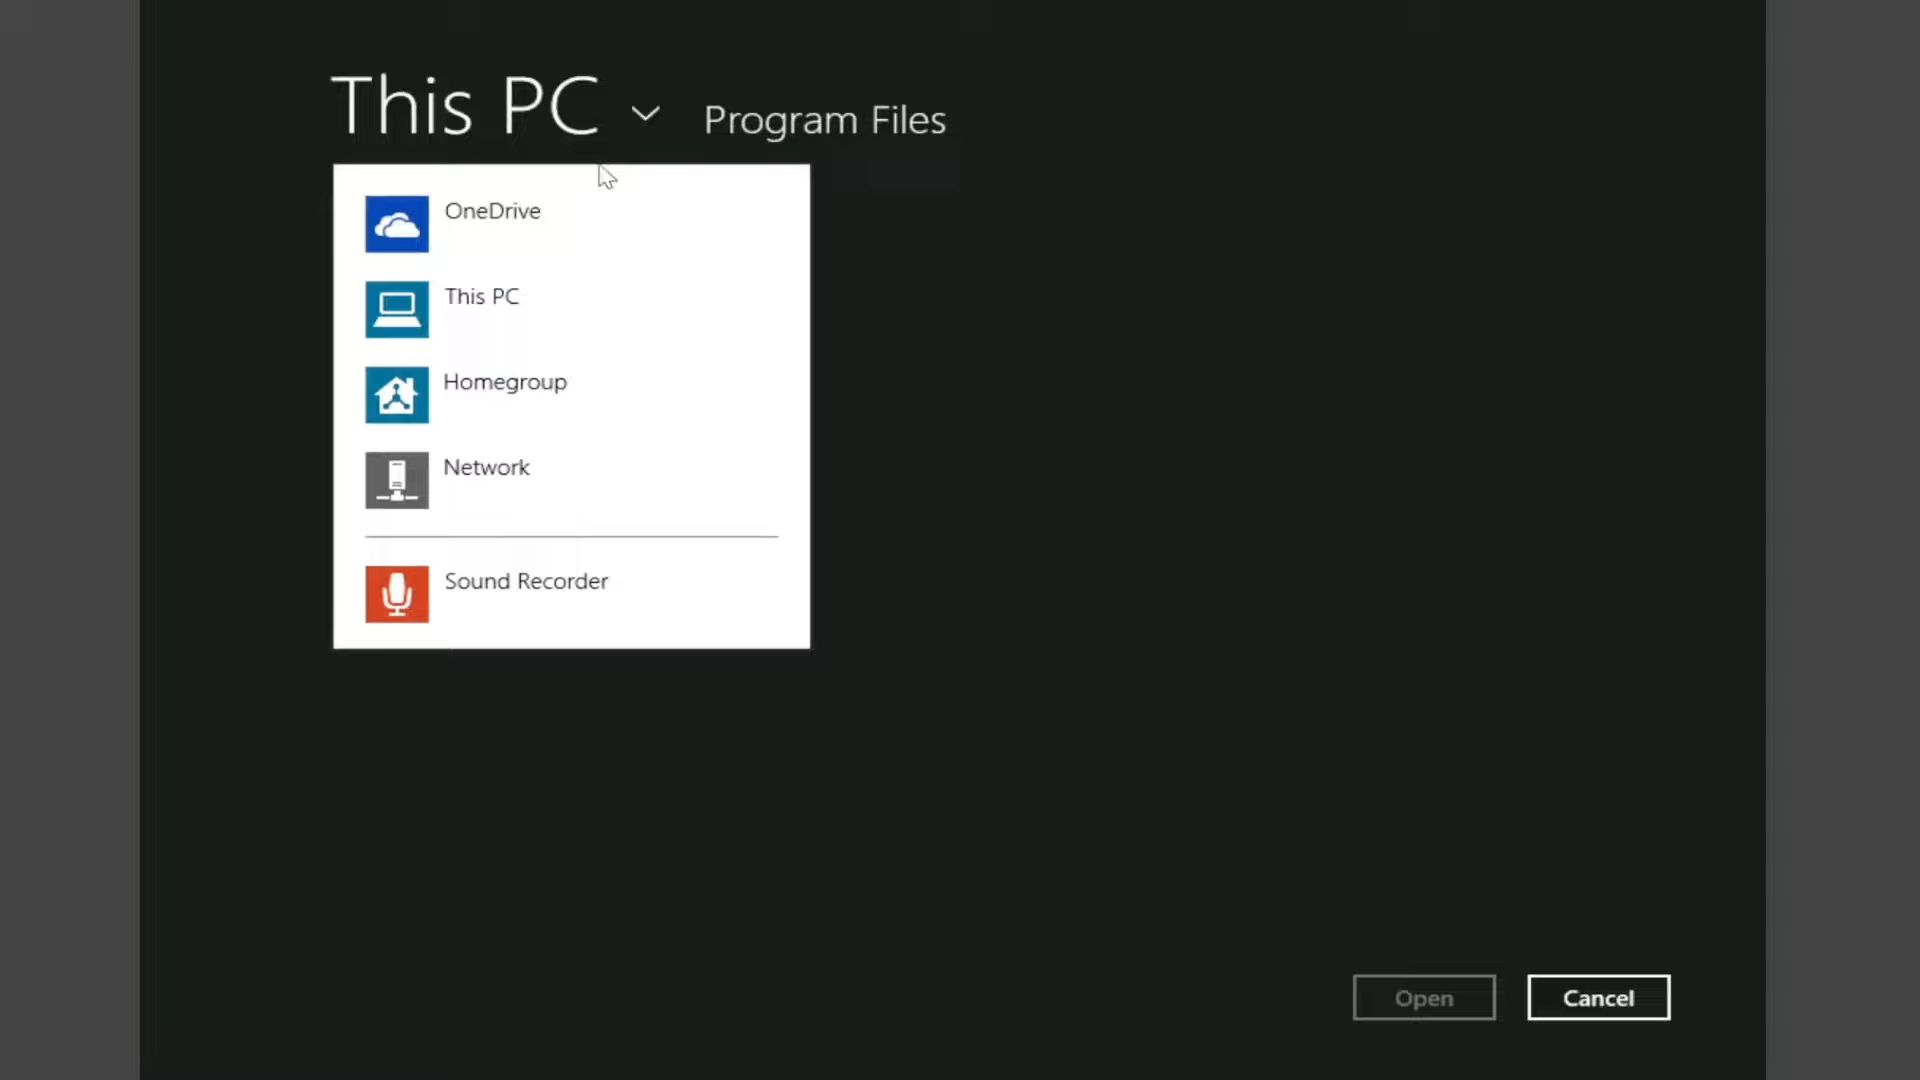 This PC Program Files
OneDrive
This PC
Homegroup
Network
Sound Recorder
Open Cancel